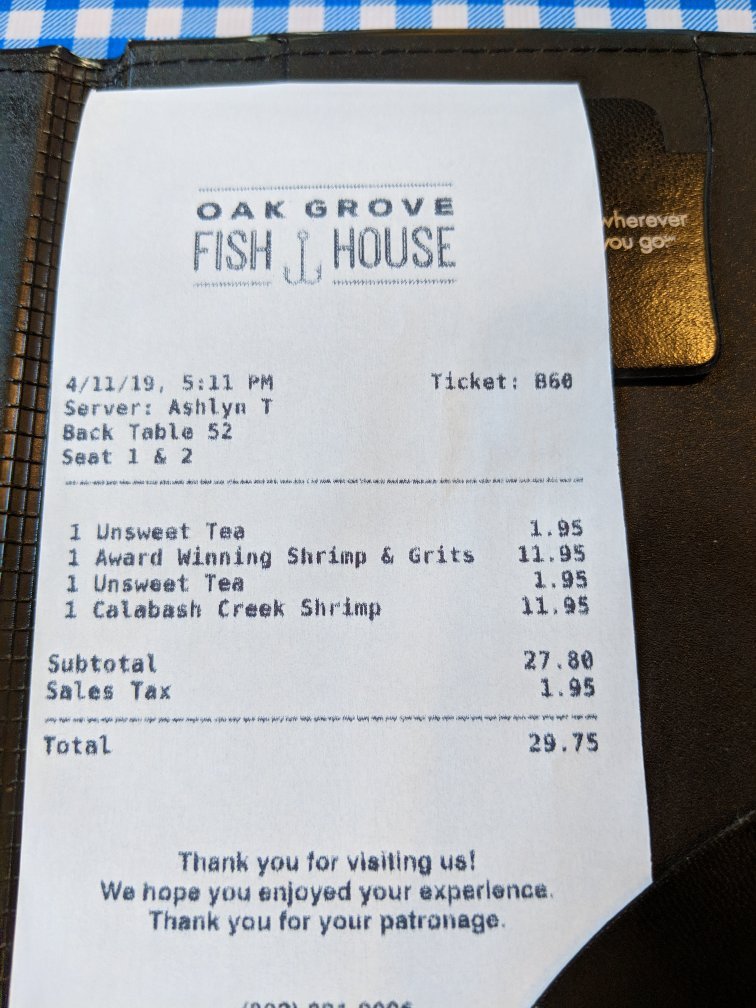 OAK GROVE
FISH HOUSE
wherever
you go
4/11/19, 5:11 PM Ticket: B60
Server: Ashlyn T
Back Table 52
Seat 1 & 2
1 Unsweet Tea 1.95
1 Award Winning Shrimp & Grits 11.95
1 Unsweet Tea 1.95
1 Calabash Creek Shrimp 11.95
Subtotal 27.80
Sales Tax 1.95
Total 29.75
Thank you for visiting us!
We hope you enjoyed your experience.
Thank you for your patronage.